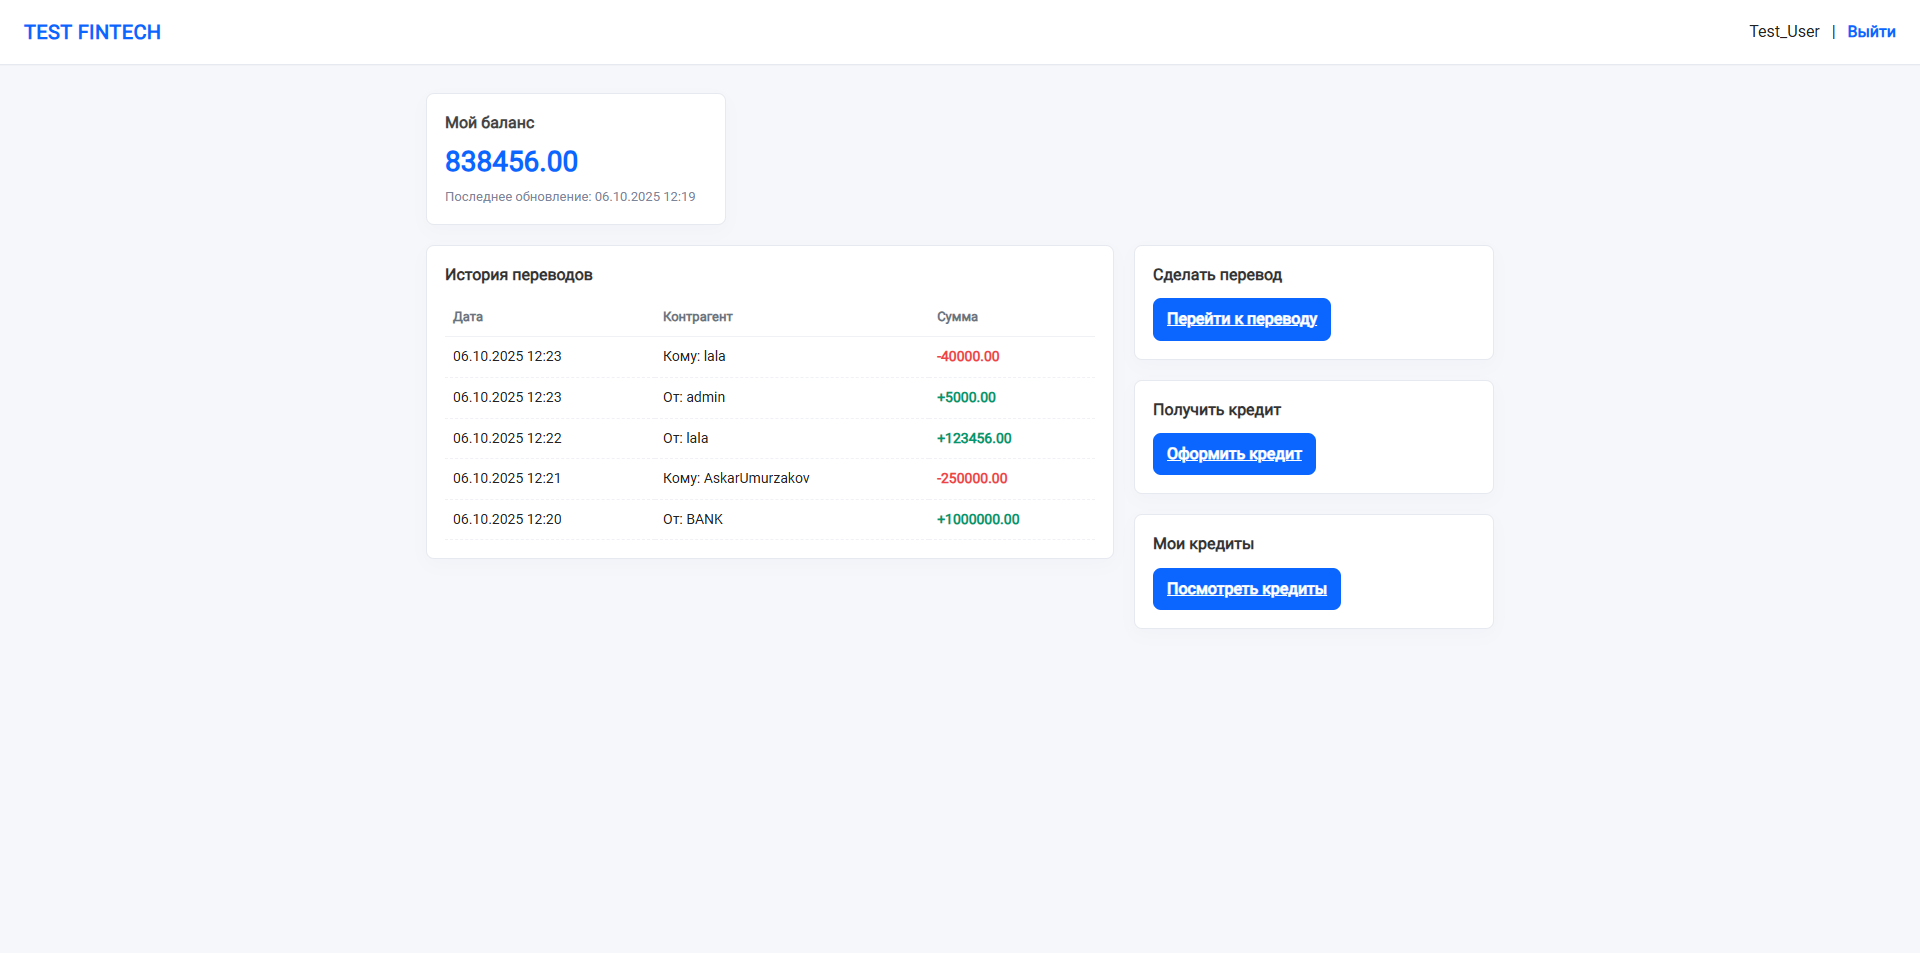 TEST FINTECH
Test_User | Выйти
Мой баланс
838456.00
Последнее обновление: 06.10.2025 12:19
История переводов
Дата Контрагент Сумма
06.10.2025 12:23 Кому: lala -40000.00
06.10.2025 12:23 От: admin +5000.00
06.10.2025 12:22 От: lala +123456.00
06.10.2025 12:21 Кому: AskarUmurzakov -250000.00
06.10.2025 12:20 От: BANK +1000000.00
Сделать перевод
Перейти к переводу
Получить кредит
Оформить кредит
Мои кредиты
Посмотреть кредиты